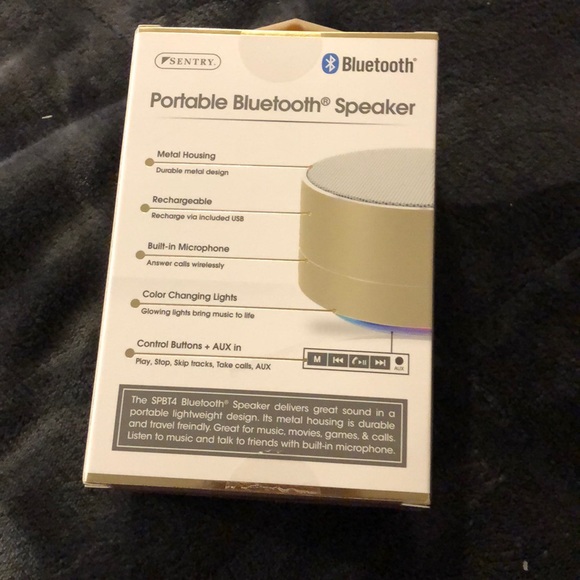 SENTRY
Bluetooth®
Portable Bluetooth® Speaker
Metal Housing
Durable metal design
Rechargeable
Recharge via included USB
Built-in Microphone
Answer calls wirelessly
Color Changing Lights
Glowing lights bring music to life
Control Buttons + AUX in
Play, Stop, Skip tracks, Take calls, AUX
M
AUX
The SPBT4 Bluetooth® Speaker delivers great sound in a
portable lightweight design. Its metal housing is durable
and travel freindly. Great for music, movies, games, & calls.
Listen to music and talk to friends with built-in microphone.